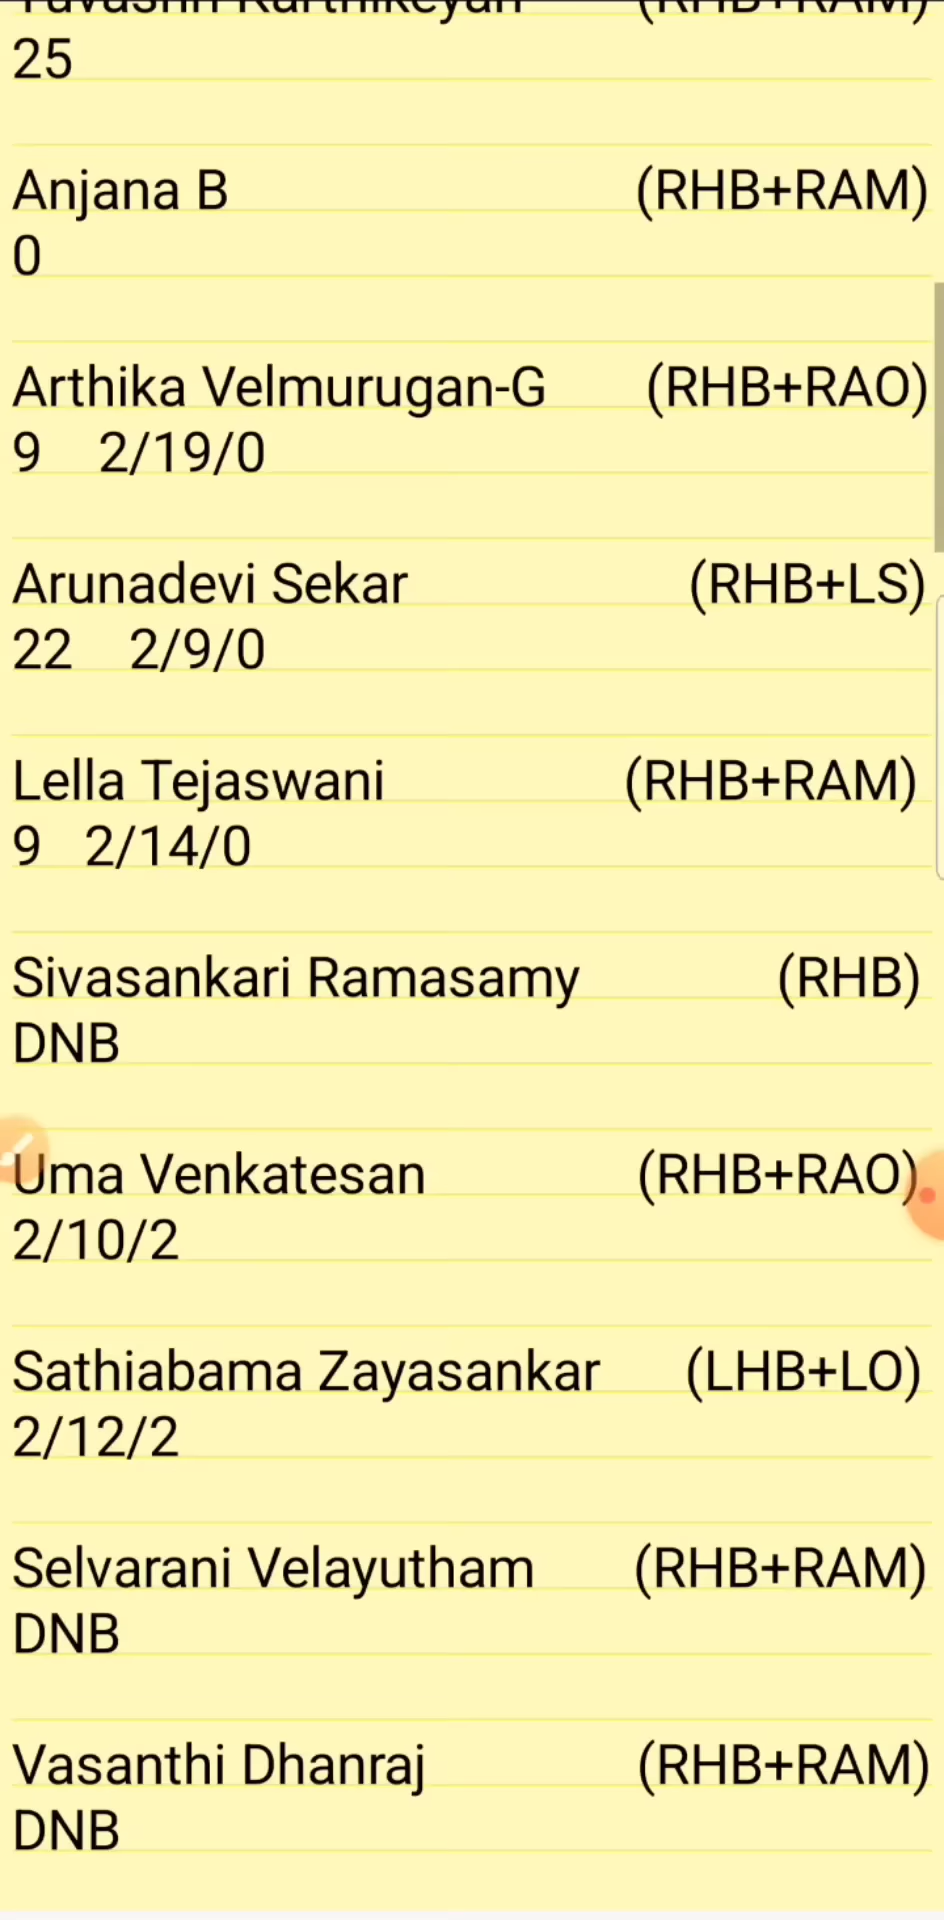 25
Anjana B (RHB+RAM)
0
Arthika Velmurugan-G (RHB+RAO)
9 2/19/0
Arunadevi Sekar (RHB+LS)
22 2/9/0
Lella Tejaswani (RHB+RAM)
9 2/14/0
Sivasankari Ramasamy (RHB)
DNB
Uma Venkatesan (RHB+RAO)
2/10/2
Sathiabama Zayasankar (LHB+LO)
2/12/2
Selvarani Velayutham (RHB+RAM)
DNB
Vasanthi Dhanraj (RHB+RAM)
DNB